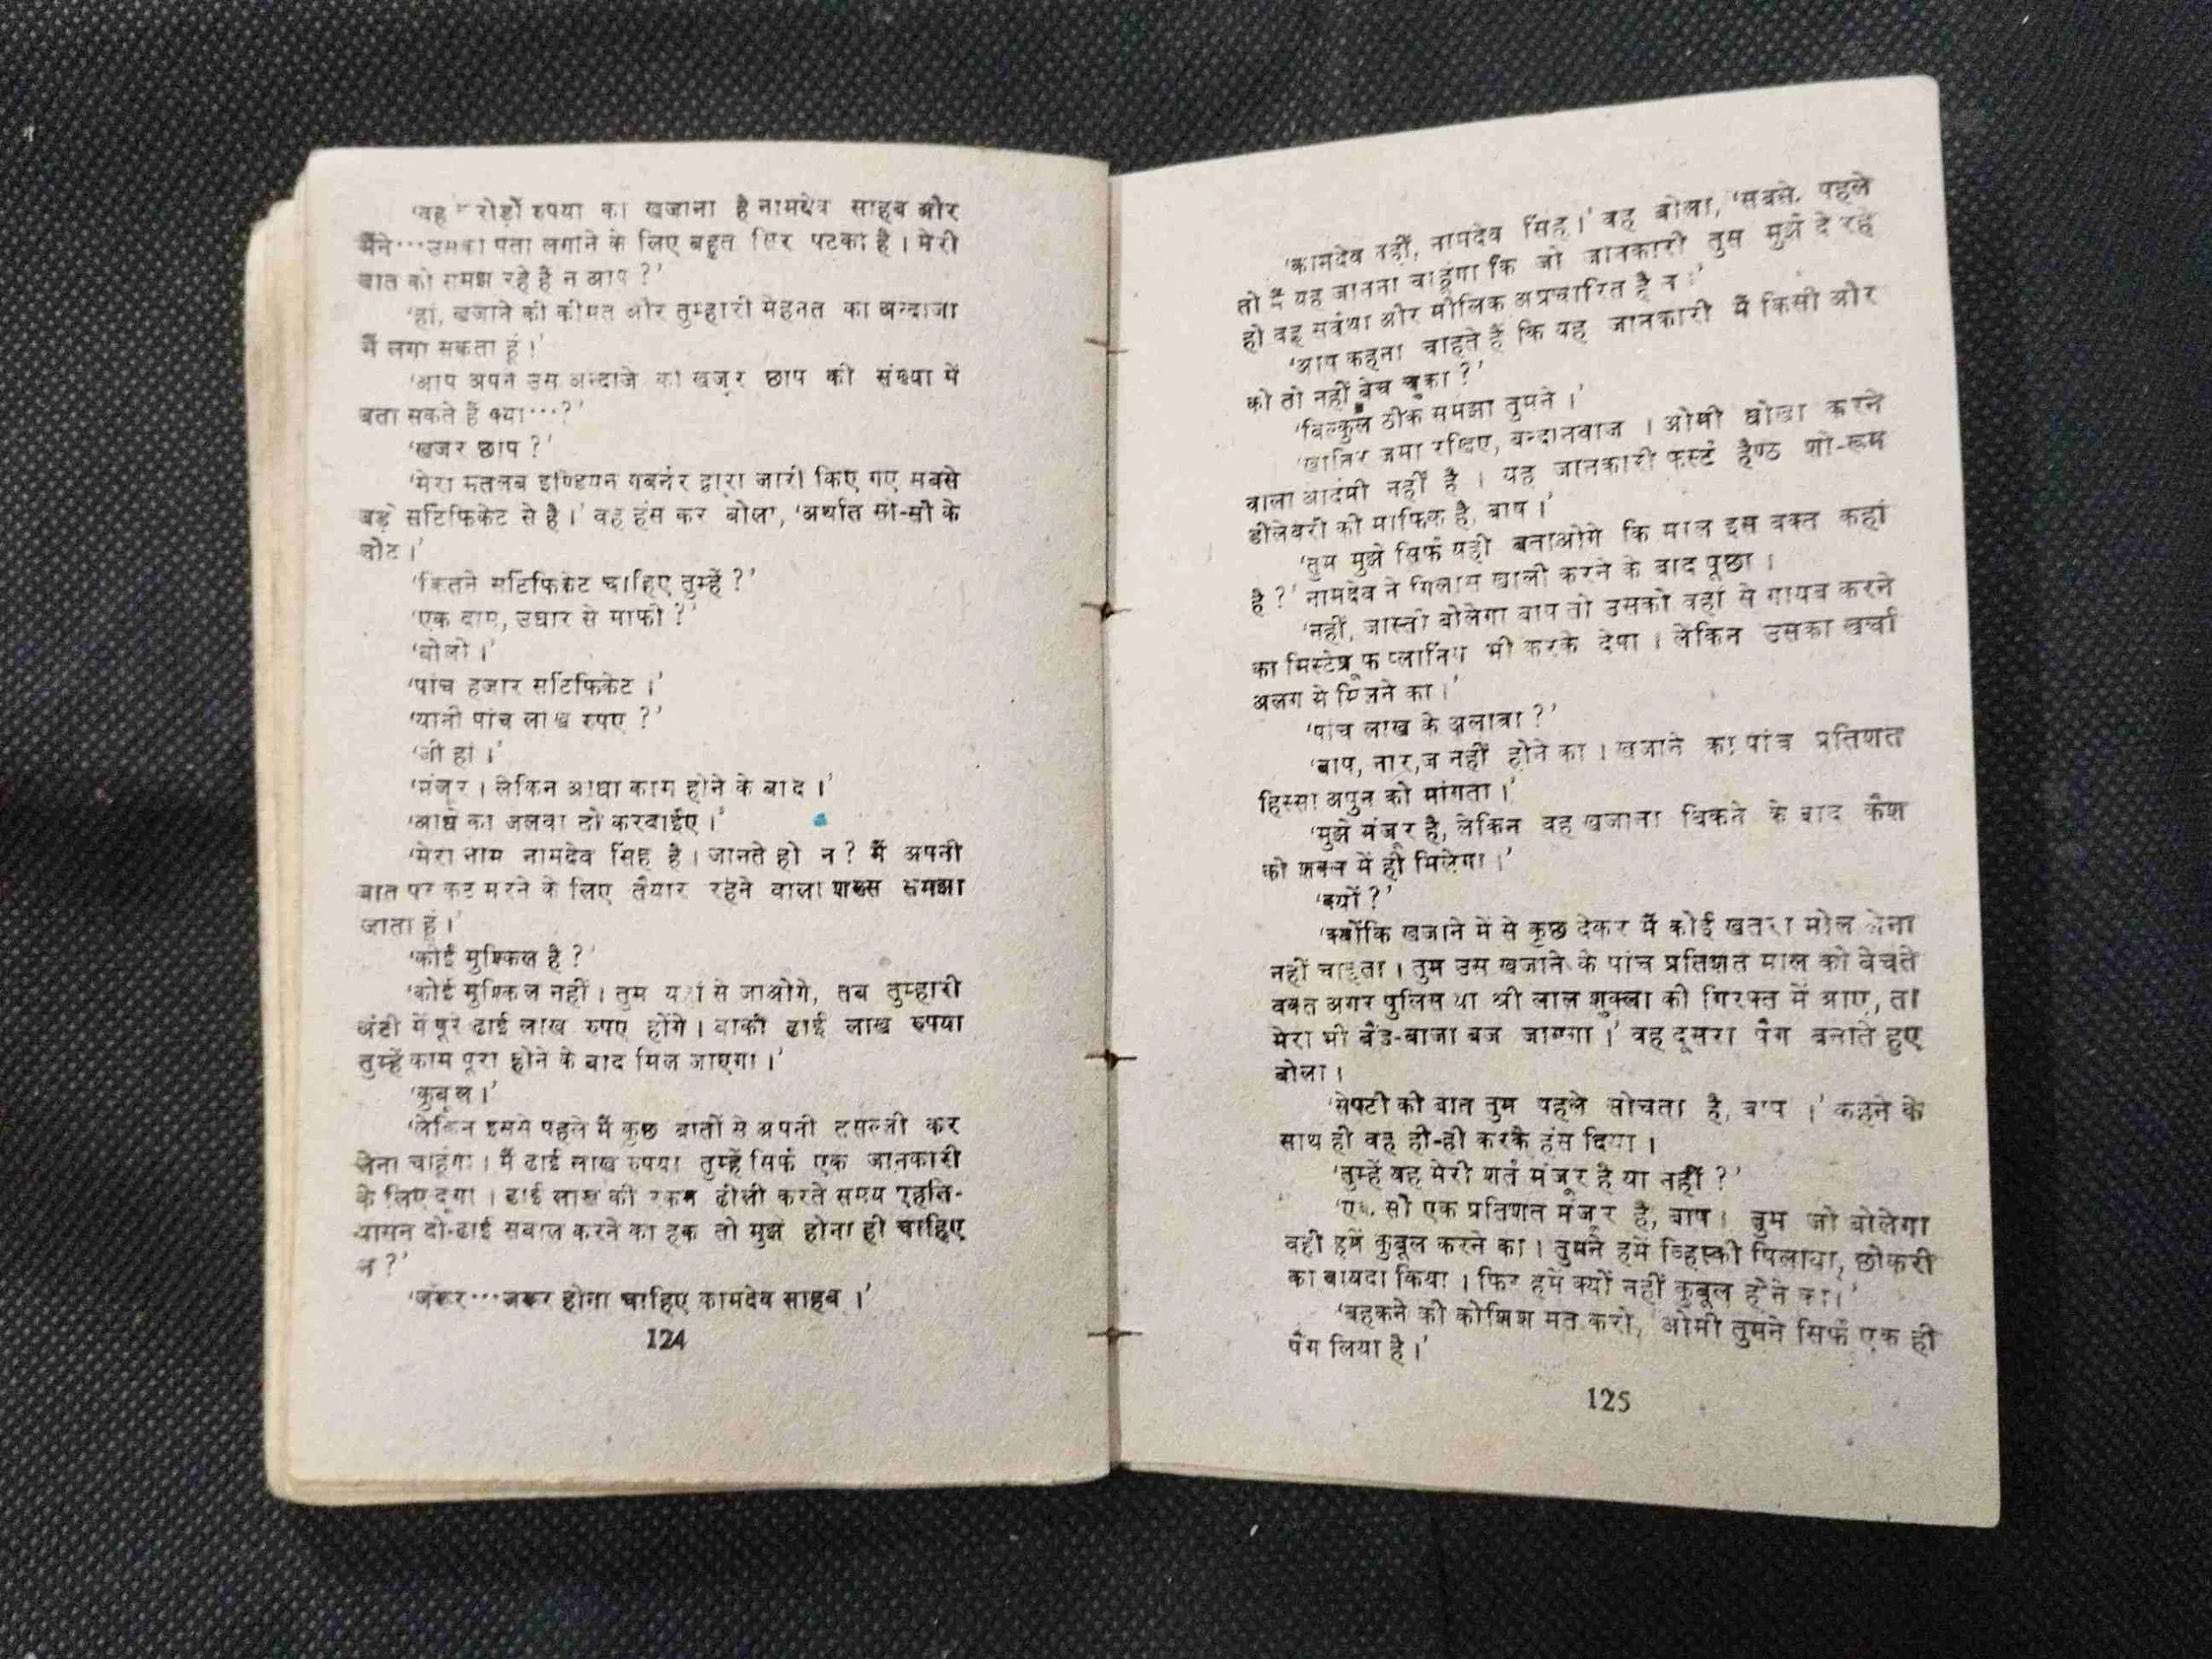 ‘वह करोड़ों रुपया का खजाना है नामदेव साहब और
मैंने···उसका पता लगाने के लिए बहुत सिर पटका है। मेरी
बात को समझ रहे हैं न आप ?’
‘हां, खजाने की कीमत और तुम्हारी मेहनत का अन्दाजा
मैं लगा सकता हूं।’
‘आप अपने उस अन्दाजे को खजूर छाप की संख्या में
बता सकते हैं क्या···?’
‘खजर छाप ?’
‘मेरा मतलब इण्डियन गवर्नर द्वारा जारी किए गए सबसे
बड़े सर्टिफिकेट से है।’ वह हंस कर बोला, ‘अर्थात सौ-सौ के
नोट।’
‘कितने सर्टिफिकेट चाहिए तुम्हें ?’
‘एक दाम, उधार से माफी ?’
‘बोलो।’
‘पांच हजार सर्टिफिकेट।’
‘यानी पांच लाख रुपए ?’
‘जी हां।’
‘मंजूर। लेकिन आधा काम होने के बाद।’
‘आधे का जलवा तो करवाईए।’
‘मेरा नाम नामदेव सिंह है। जानते हो न ? मैं अपनी
बात पर कट मरने के लिए तैयार रहने वाला शख्स समझा
जाता हूं।’
‘कोई मुश्किल है ?’
‘कोई मुश्किल नहीं। तुम यहां से जाओगे, तब तुम्हारी
अंटी में पूरे ढाई लाख रुपए होंगे। बाकी ढाई लाख रुपया
तुम्हें काम पूरा होने के बाद मिल जाएगा।’
‘कुबूल।’
‘लेकिन इससे पहले मैं कुछ बातों से अपनी तसल्ली कर
लेना चाहूंगा। मैं ढाई लाख रुपया तुम्हें सिर्फ एक जानकारी
के लिए दूंगा। ढाई लाख की रकम ढीली करते समय एहति-
यातन दो-ढाई सवाल करने का हक तो मुझे होना ही चाहिए
न ?’
‘जरूर···जरूर होना चाहिए कामदेव साहब।’
124
‘कामदेव नहीं, नामदेव सिंह।’ वह बोला, ‘सबसे. पहले
तो मैं यह जानना चाहूंगा कि जो जानकारी तुम मुझे दे रहे
हो वह सर्वथा और मौलिक अप्रचारित है न ?’
‘आप कहना चाहते हैं कि यह जानकारी मैं किसी और
को तो नहीं बेच चुका ?’
‘बिल्कुल ठीक समझा तुमने।’
‘खातिर जमा रखिए, बन्दानवाज। ओमी धोखा करने
वाला आदमी नहीं है। यह जानकारी फर्स्ट हैण्ड शो-रूम
डीलेवरी की माफिक है, बाप।’
‘तुम मुझे सिर्फ यही बताओगे कि माल इस वक्त कहां
है ?’ नामदेव ने गिलास खाली करने के बाद पूछा।
‘नहीं, जास्ती बोलेगा बाप तो उसको वहां से गायब करने
का मिस्टेप्रूफ प्लानिंग भी करके देगा। लेकिन उसका खर्चा
अलग से मिलने का।’
‘पांच लाख के अलावा ?’
‘बाप, नाराज नहीं होने का। खजाने का पांच प्रतिशत
हिस्सा अपुन को मांगता।’
‘मुझे मंजूर है, लेकिन वह खजाना बिकने के बाद कैश
की शक्ल में ही मिलेगा।’
‘क्यों ?’
‘क्योंकि खजाने में से कुछ देकर मैं कोई खतरा मोल लेना
नहीं चाहता। तुम उस खजाने के पांच प्रतिशत माल को बेचते
वक्त अगर पुलिस या श्री लाल शुक्ला की गिरफ्त में आए, तो
मेरा भी बैंड-बाजा बज जाएगा।’ वह दूसरा पैग बनाते हुए
बोला।
‘सेफ्टी की बात तुम पहले सोचता है, बाप।’ कहने के
साथ ही वह ही-ही करके हंस दिया।
‘तुम्हें वह मेरी शर्त मंजूर है या नहीं ?’
‘एक सौ एक प्रतिशत मंजूर है, बाप। तुम जो बोलेगा
वही हमें कुबूल करने का। तुमने हमें व्हिस्की पिलाया, छोकरी
का वायदा किया। फिर हमें क्यों नहीं कुबूल होने का।’
‘बहकने की कोशिश मत करो, ओमी तुमने सिर्फ एक ही
पैग लिया है।’
125